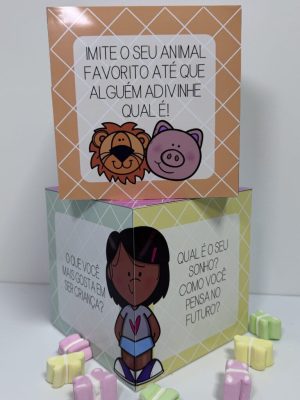 IMITE O SEU ANIMAL
FAVORITO ATÉ QUE
ALGUÉM ADIVINHE
QUAL É!
O QUE VOCÊ
MAIS GOSTA EM
SER CRIANÇA?
QUAL É O SEU
SONHO?
COMO VOCÊ
PENSA NO
FUTURO?